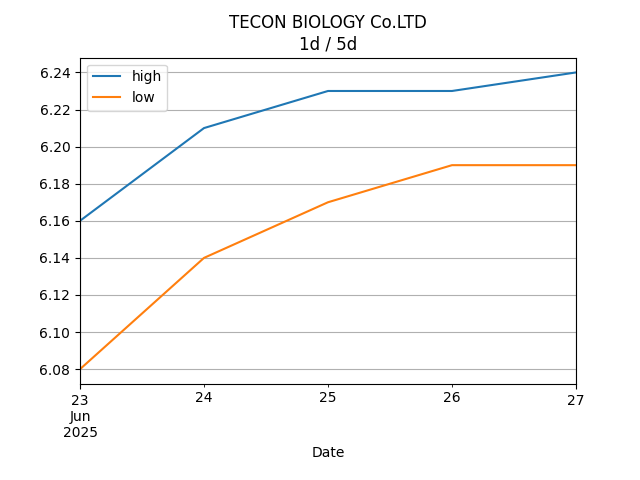 TECON BIOLOGY Co.LTD
1d / 5d
high
low
6.24
6.22
6.20
6.18
6.16
6.14
6.12
6.10
6.08
23 24 25 26 27
Jun
2025
Date